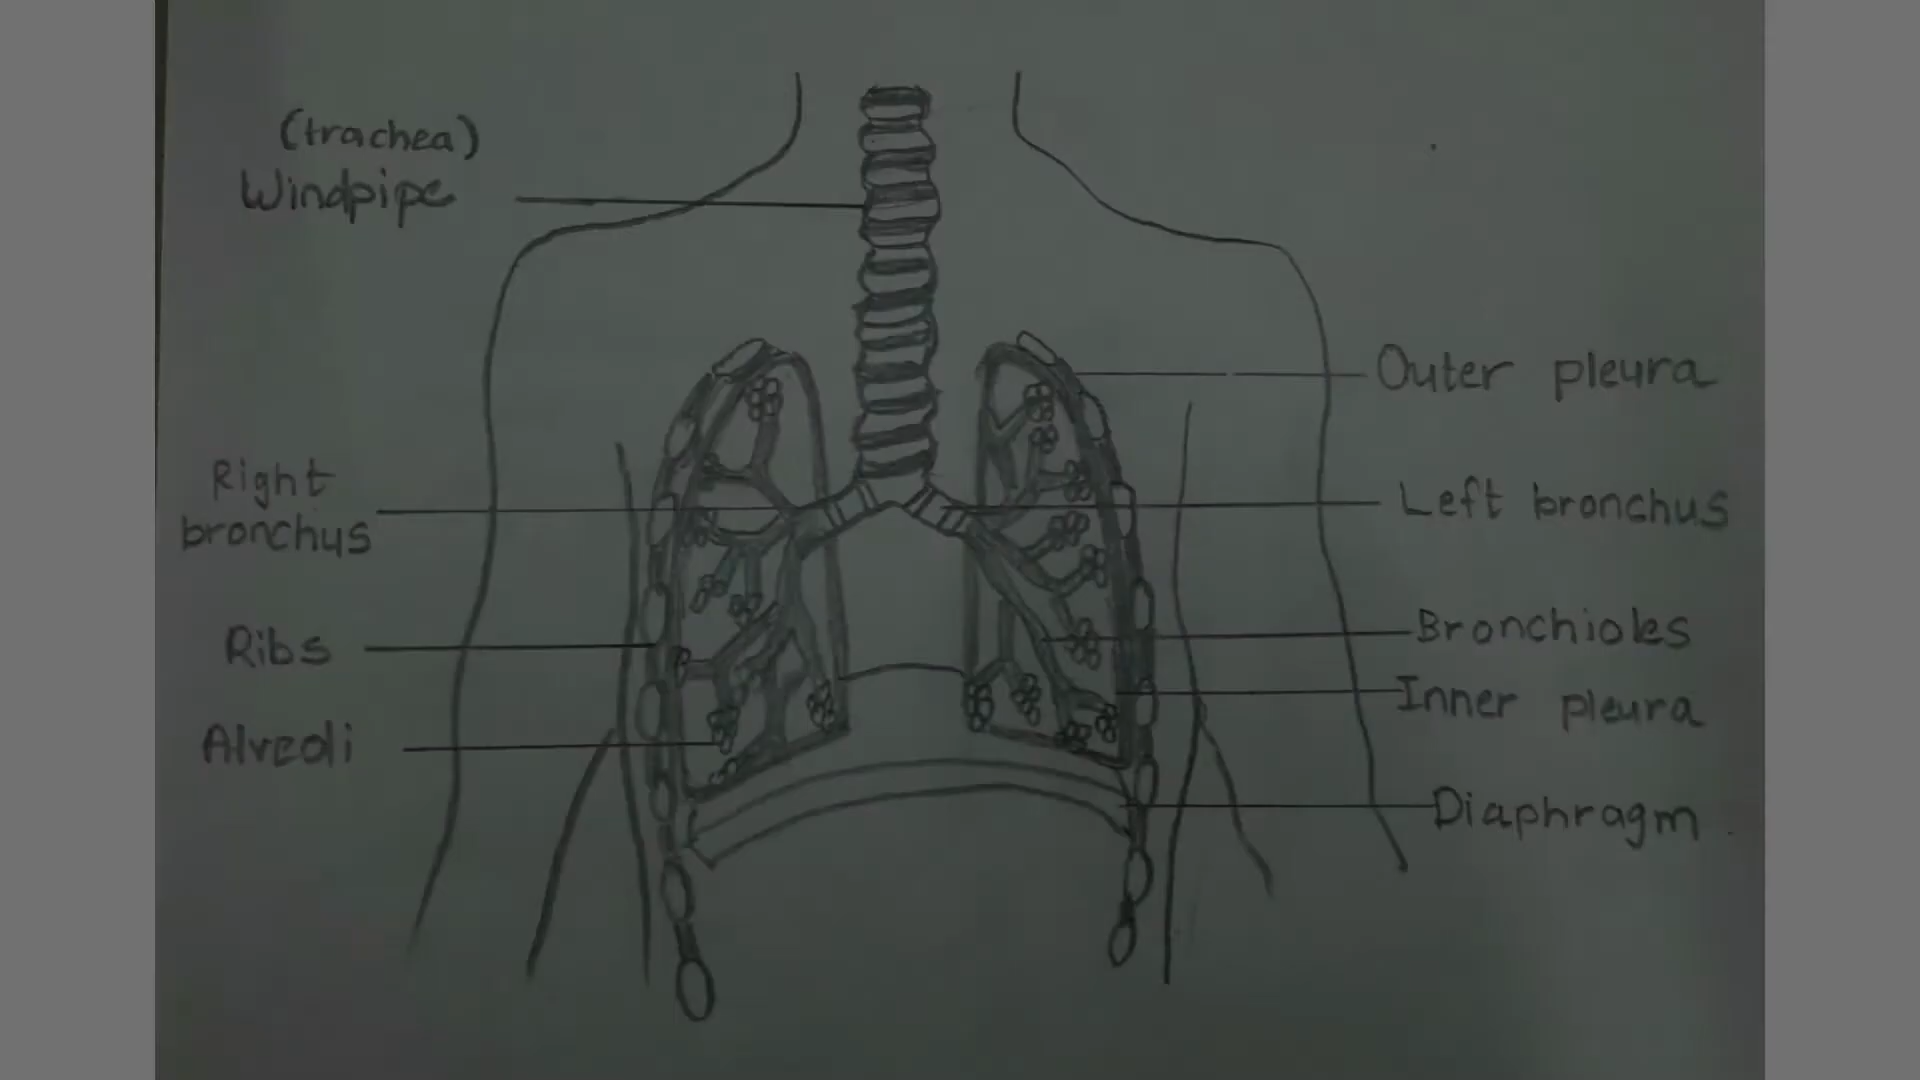 (trachea)
Windpipe
Outer pleura
Right
bronchus
Left bronchus
Ribs
Bronchioles
Inner pleura
Alveoli
Diaphragm